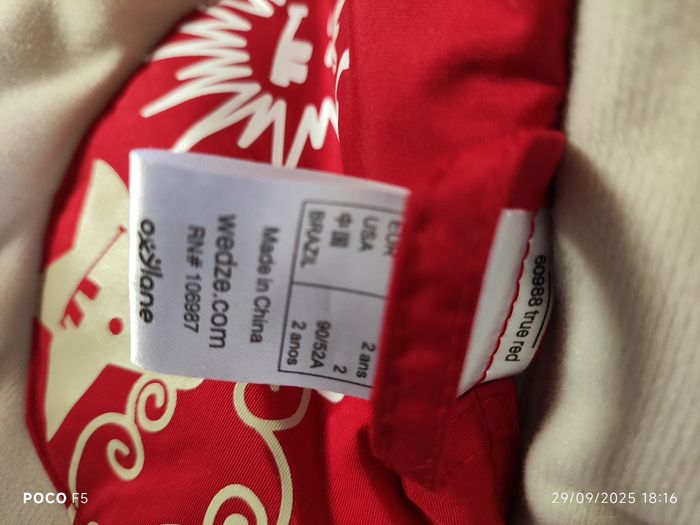 60988 true red
EUR 2 ans
USA 2
中国 90/52A
BRAZIL 2 anos
Made in China
wedze.com
RN# 106987
oxylane
POCO F5
29/09/2025 18:16